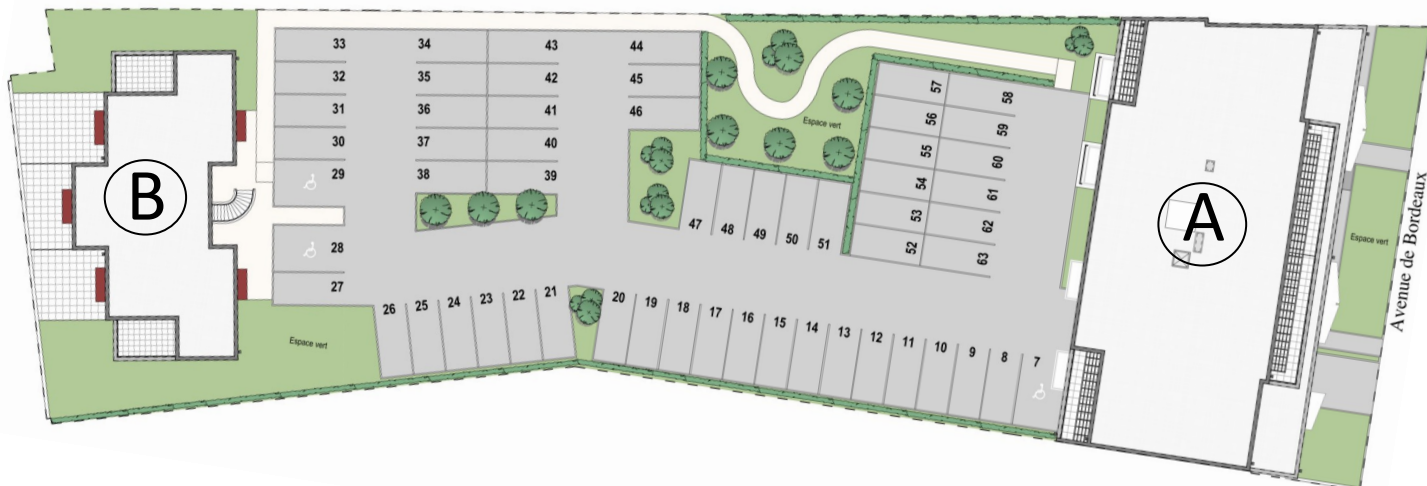 33 34 43 44
32 35 42 45
31 36 41 46
30 37 40
29 38 39
28
27
B
26 25 24 23 22 21
Espace vert
Espace vert
47 48 49 50 51
57 58
56 59
55 60
54 61
53 62
52 63
20 19 18 17 16 15 14 13 12 11 10 9 8 7
A
Espace vert
Avenue de Bordeaux